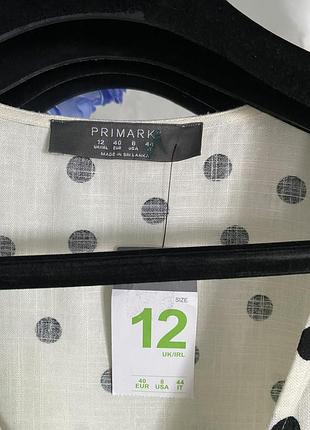 PRIMARK
12 40 8 44
UK/IRL EUR USA IT
MADE IN SRI LANKA
SIZE
12
UK/IRL
40 8 44
EUR USA IT